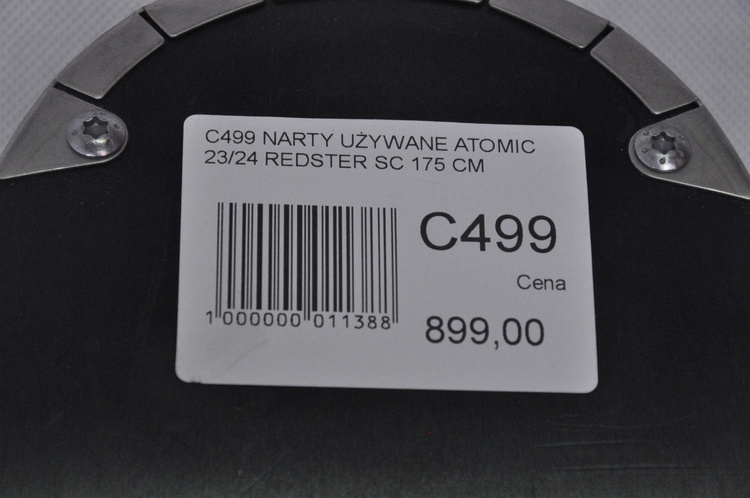 C499 NARTY UŻYWANE ATOMIC
23/24 REDSTER SC 175 CM
C499
Cena
899,00
1 000000 011388